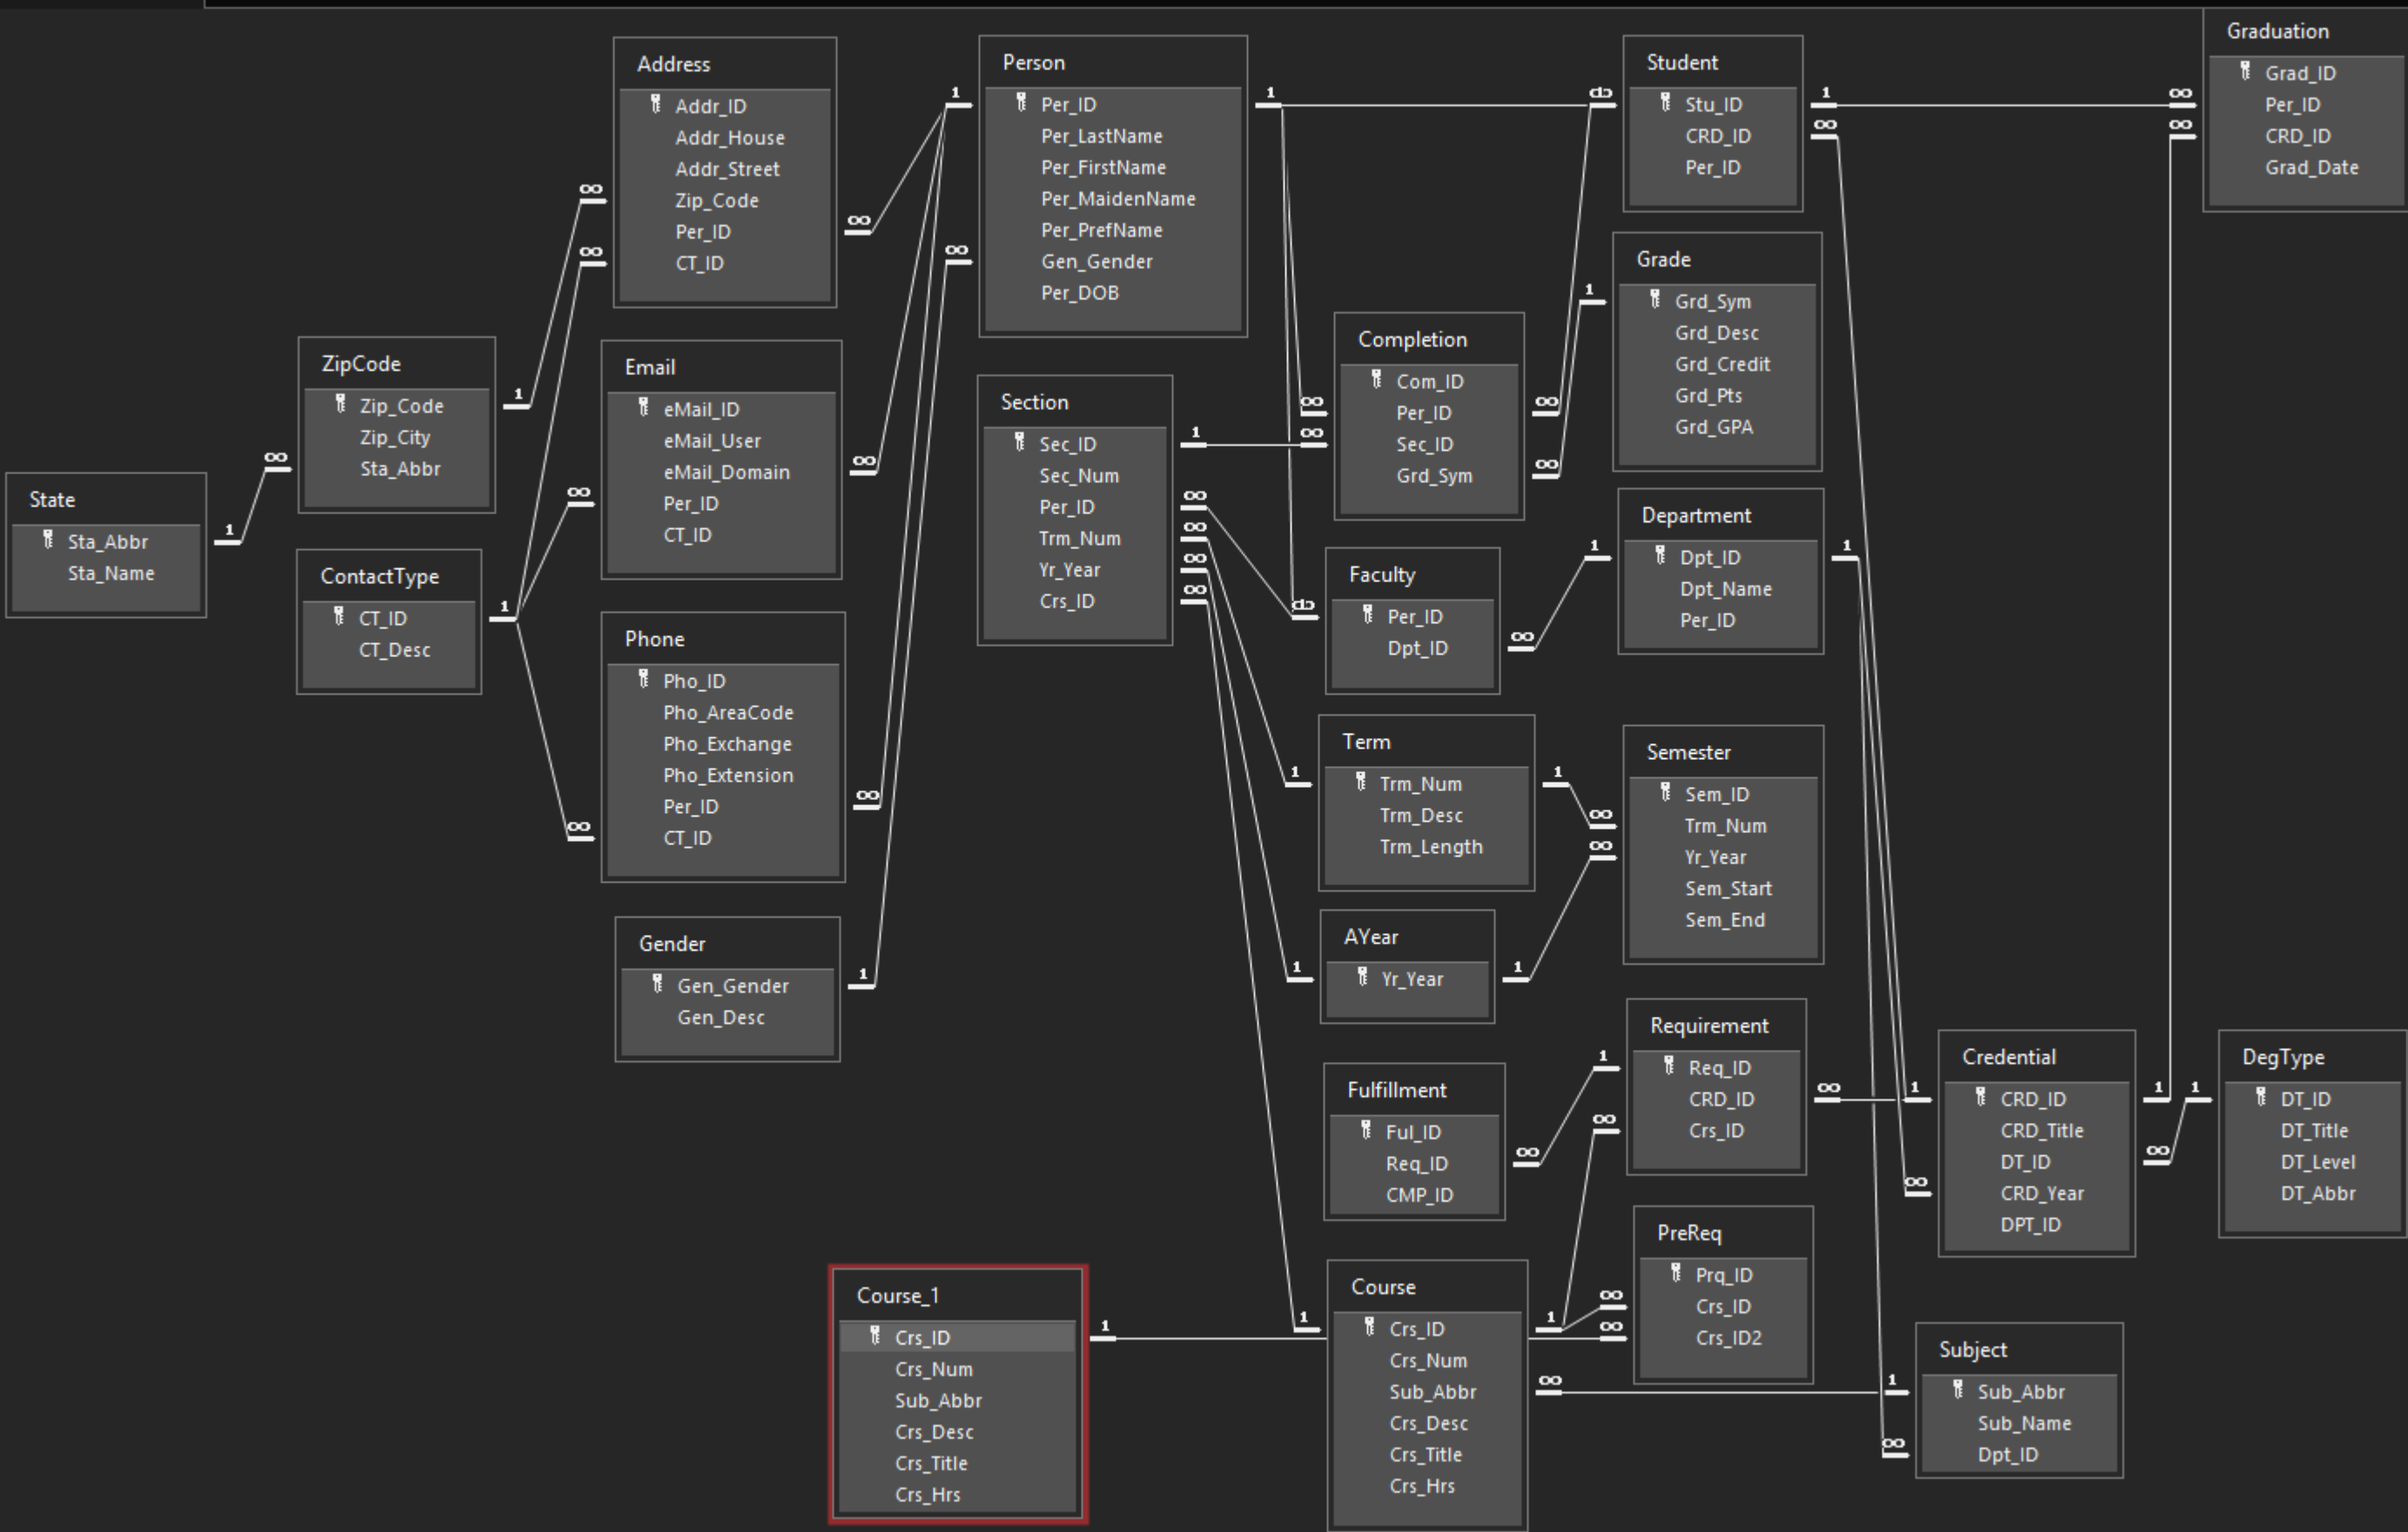 Address
Addr_ID
Addr_House
Addr_Street
Zip_Code
Per_ID
CT_ID
Person
Per_ID
Per_LastName
Per_FirstName
Per_MaidenName
Per_PrefName
Gen_Gender
Per_DOB
Student
Stu_ID
CRD_ID
Per_ID
Graduation
Grad_ID
Per_ID
CRD_ID
Grad_Date
Grade
Grd_Sym
Grd_Desc
Grd_Credit
Grd_Pts
Grd_GPA
ZipCode
Zip_Code
Zip_City
Sta_Abbr
Email
eMail_ID
eMail_User
eMail_Domain
Per_ID
CT_ID
Section
Sec_ID
Sec_Num
Per_ID
Trm_Num
Yr_Year
Crs_ID
Completion
Com_ID
Per_ID
Sec_ID
Grd_Sym
State
Sta_Abbr
Sta_Name
ContactType
CT_ID
CT_Desc
Faculty
Per_ID
Dpt_ID
Department
Dpt_ID
Dpt_Name
Per_ID
Phone
Pho_ID
Pho_AreaCode
Pho_Exchange
Pho_Extension
Per_ID
CT_ID
Term
Trm_Num
Trm_Desc
Trm_Length
Semester
Sem_ID
Trm_Num
Yr_Year
Sem_Start
Sem_End
Gender
Gen_Gender
Gen_Desc
AYear
Yr_Year
Requirement
Req_ID
CRD_ID
Crs_ID
Credential
CRD_ID
CRD_Title
DT_ID
CRD_Year
DPT_ID
DegType
DT_ID
DT_Title
DT_Level
DT_Abbr
Fulfillment
Ful_ID
Req_ID
CMP_ID
PreReq
Prq_ID
Crs_ID
Crs_ID2
Course_1
Crs_ID
Crs_Num
Sub_Abbr
Crs_Desc
Crs_Title
Crs_Hrs
Course
Crs_ID
Crs_Num
Sub_Abbr
Crs_Desc
Crs_Title
Crs_Hrs
Subject
Sub_Abbr
Sub_Name
Dpt_ID